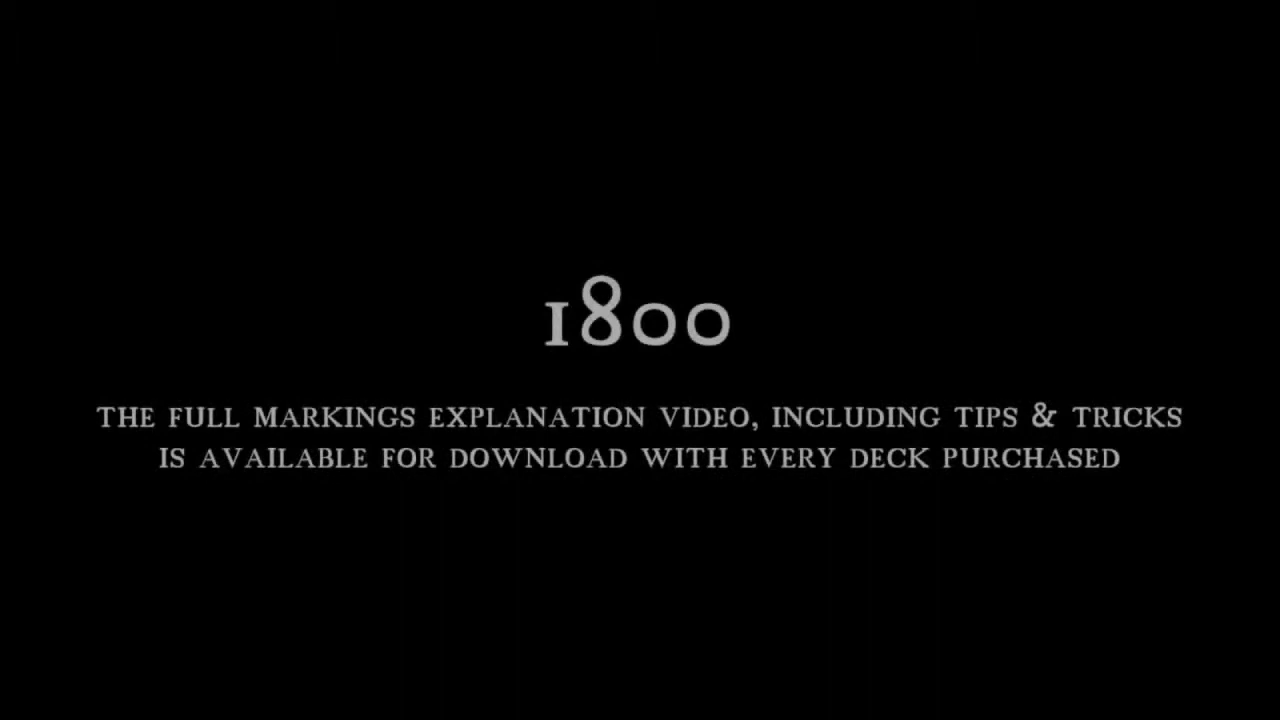 1800
THE FULL MARKINGS EXPLANATION VIDEO, INCLUDING TIPS & TRICKS
IS AVAILABLE FOR DOWNLOAD WITH EVERY DECK PURCHASED